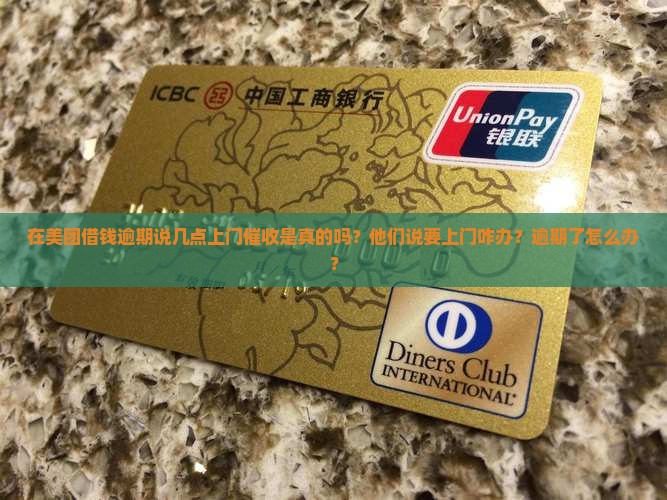 ICBC 中国工商银行
UnionPay
银联
在美团借钱逾期说几点上门催收是真的吗？他们说要上门咋办？逾期了怎么办
？
Diners Club
INTERNATIONAL